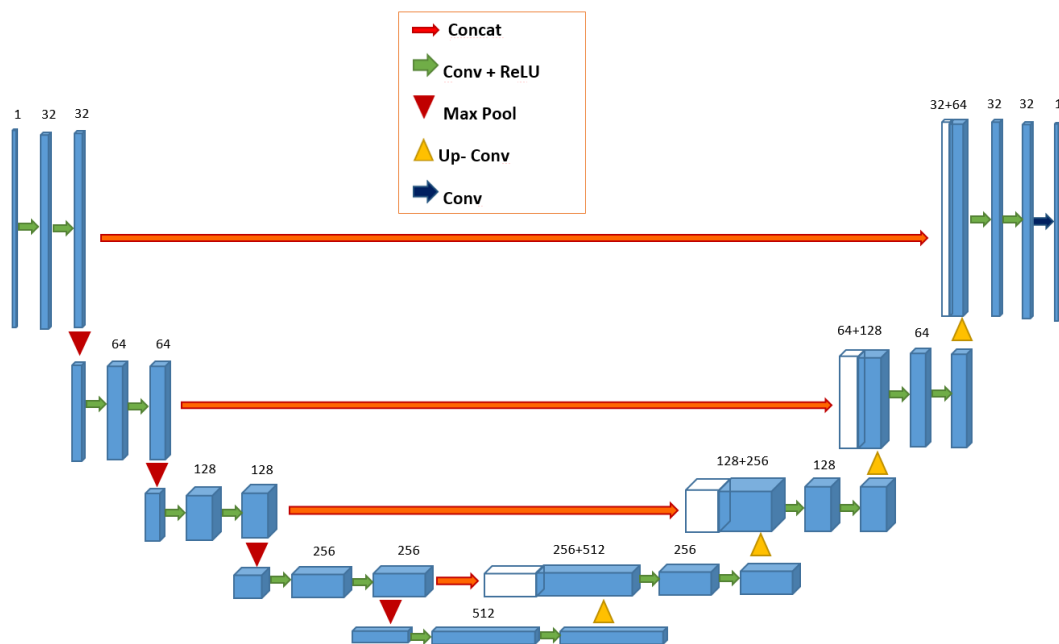 Concat
Conv + ReLU
Max Pool
Up- Conv
Conv
1 32 32
32+64 32 32 1
64 64
64+128 64
128 128
128+256 128
256 256
256+512 256
512